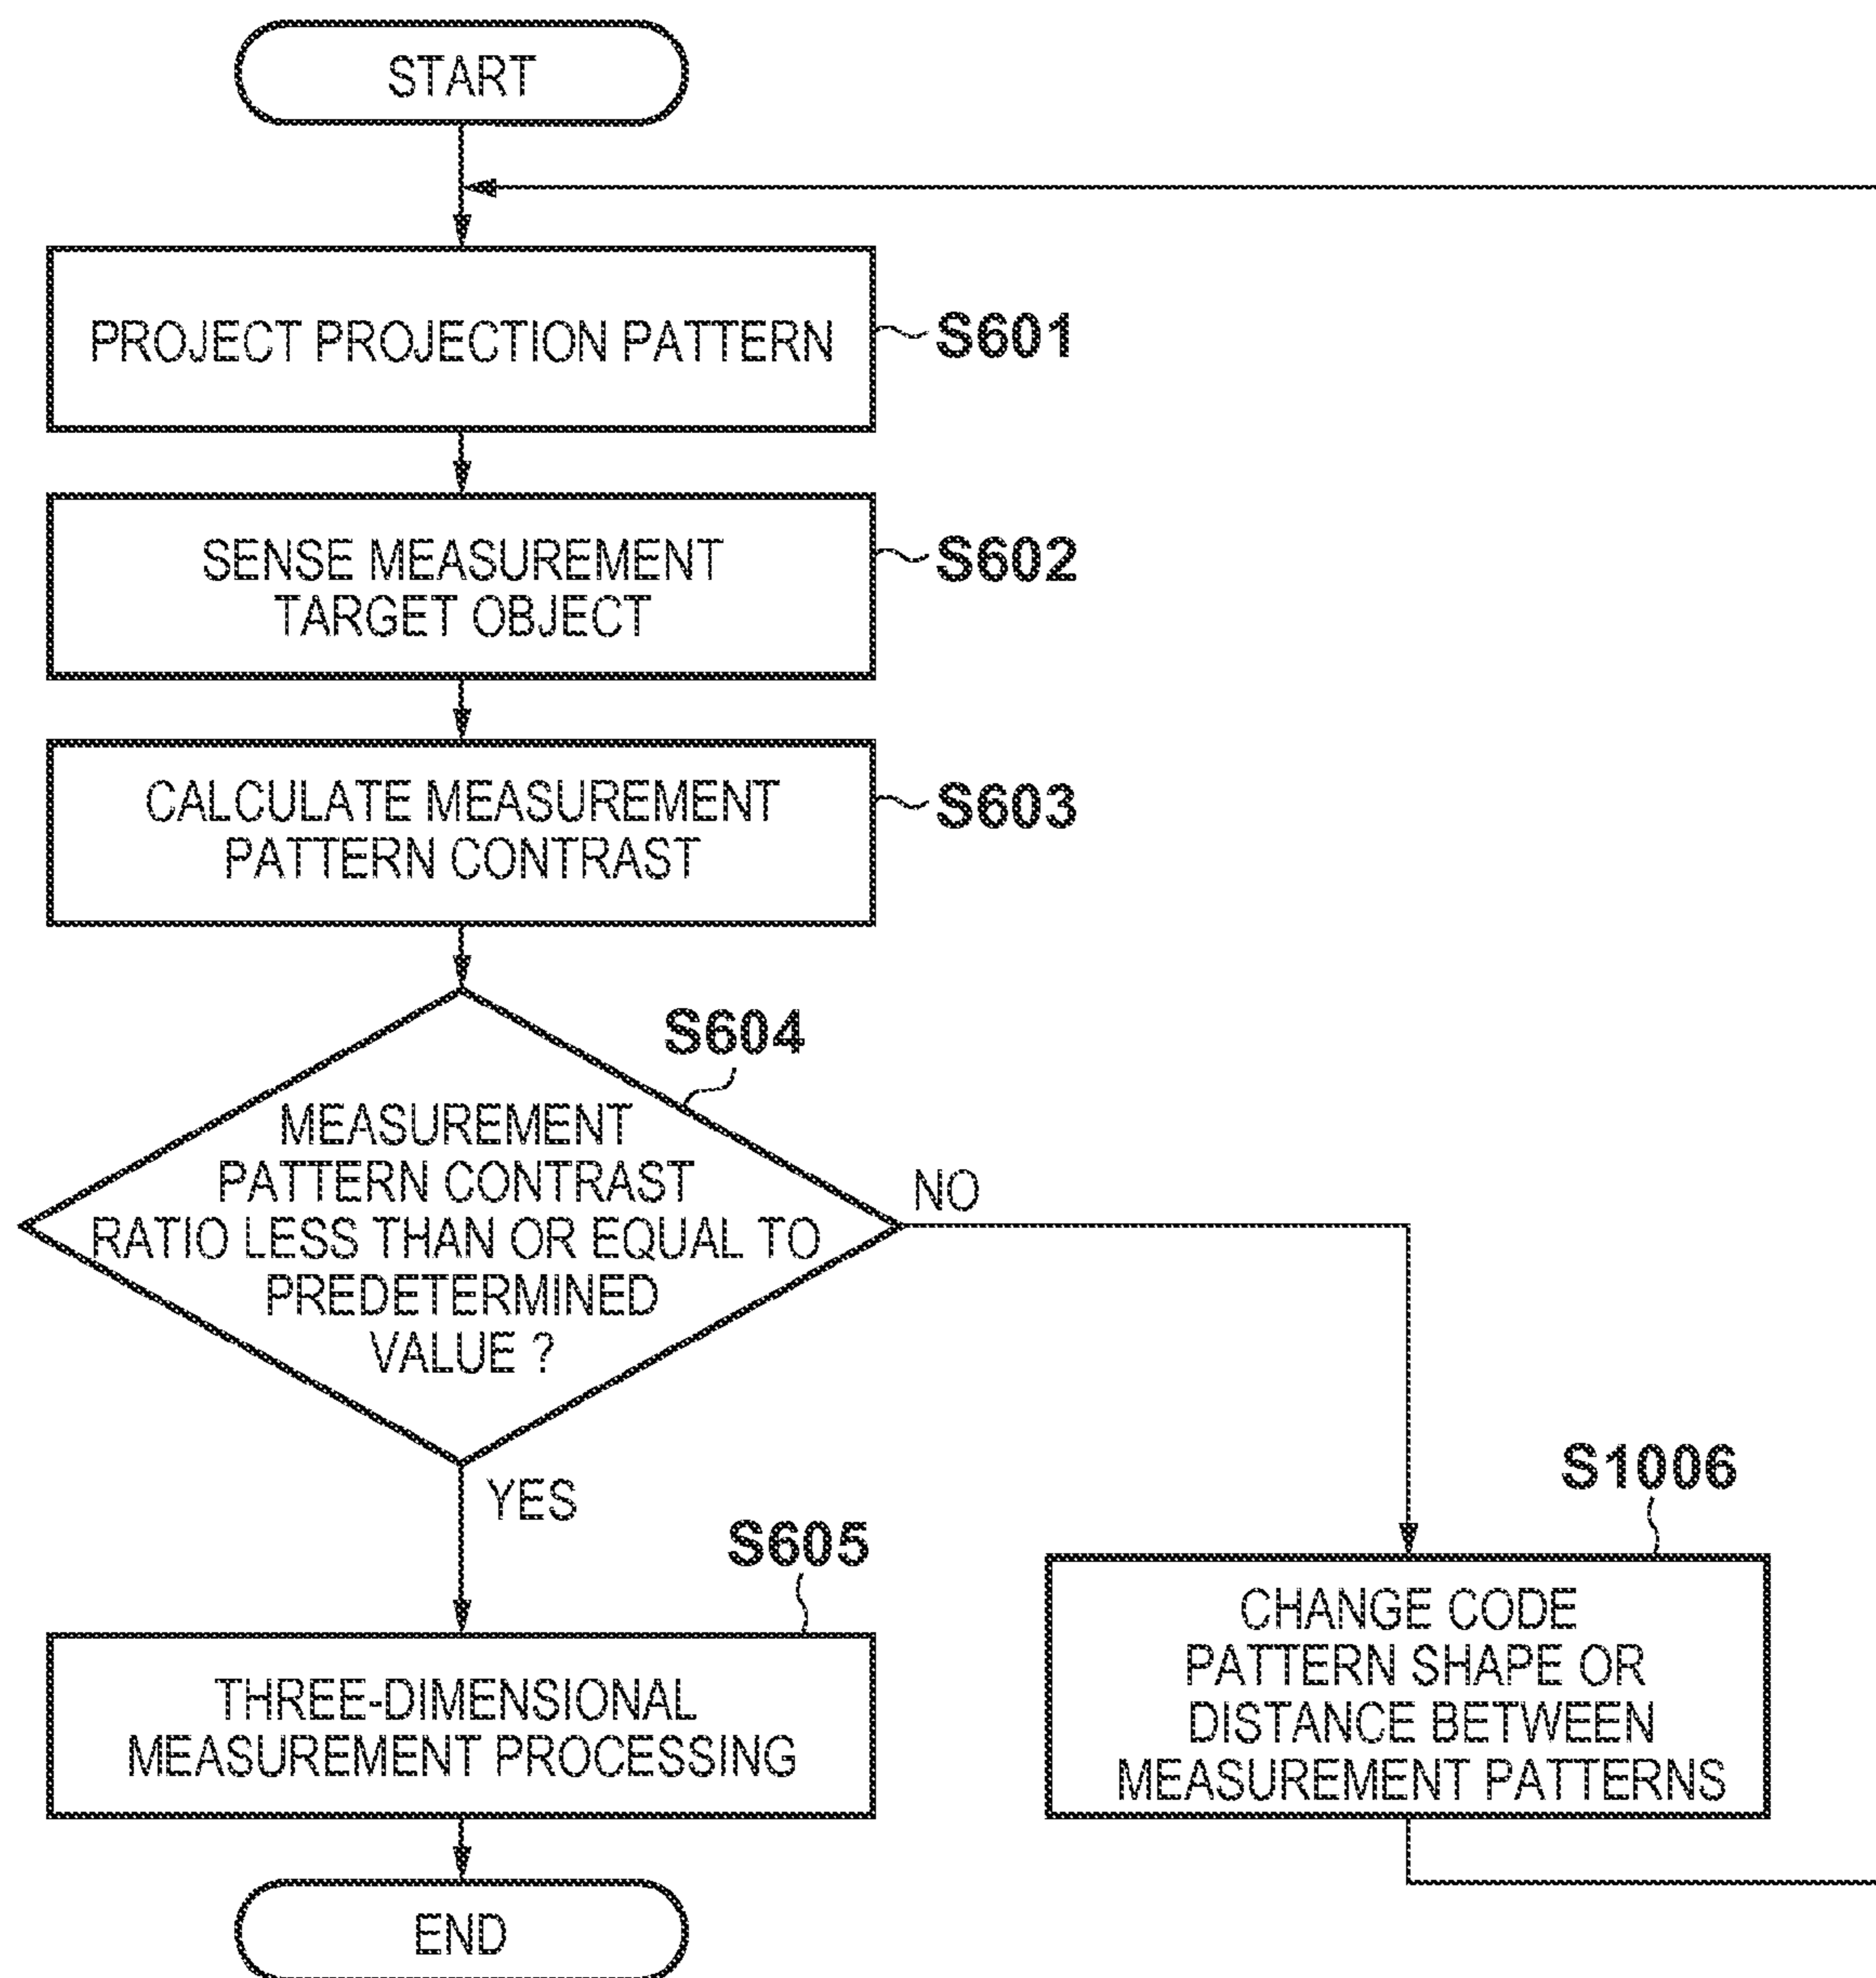 START
PROJECT PROJECTION PATTERN
S601
SENSE MEASUREMENT
TARGET OBJECT
S602
CALCULATE MEASUREMENT
PATTERN CONTRAST
S603
S604
MEASUREMENT
PATTERN CONTRAST
RATIO LESS THAN OR EQUAL TO
PREDETERMINED
VALUE ?
NO
YES
S605
THREE-DIMENSIONAL
MEASUREMENT PROCESSING
S1006
CHANGE CODE
PATTERN SHAPE OR
DISTANCE BETWEEN
MEASUREMENT PATTERNS
END